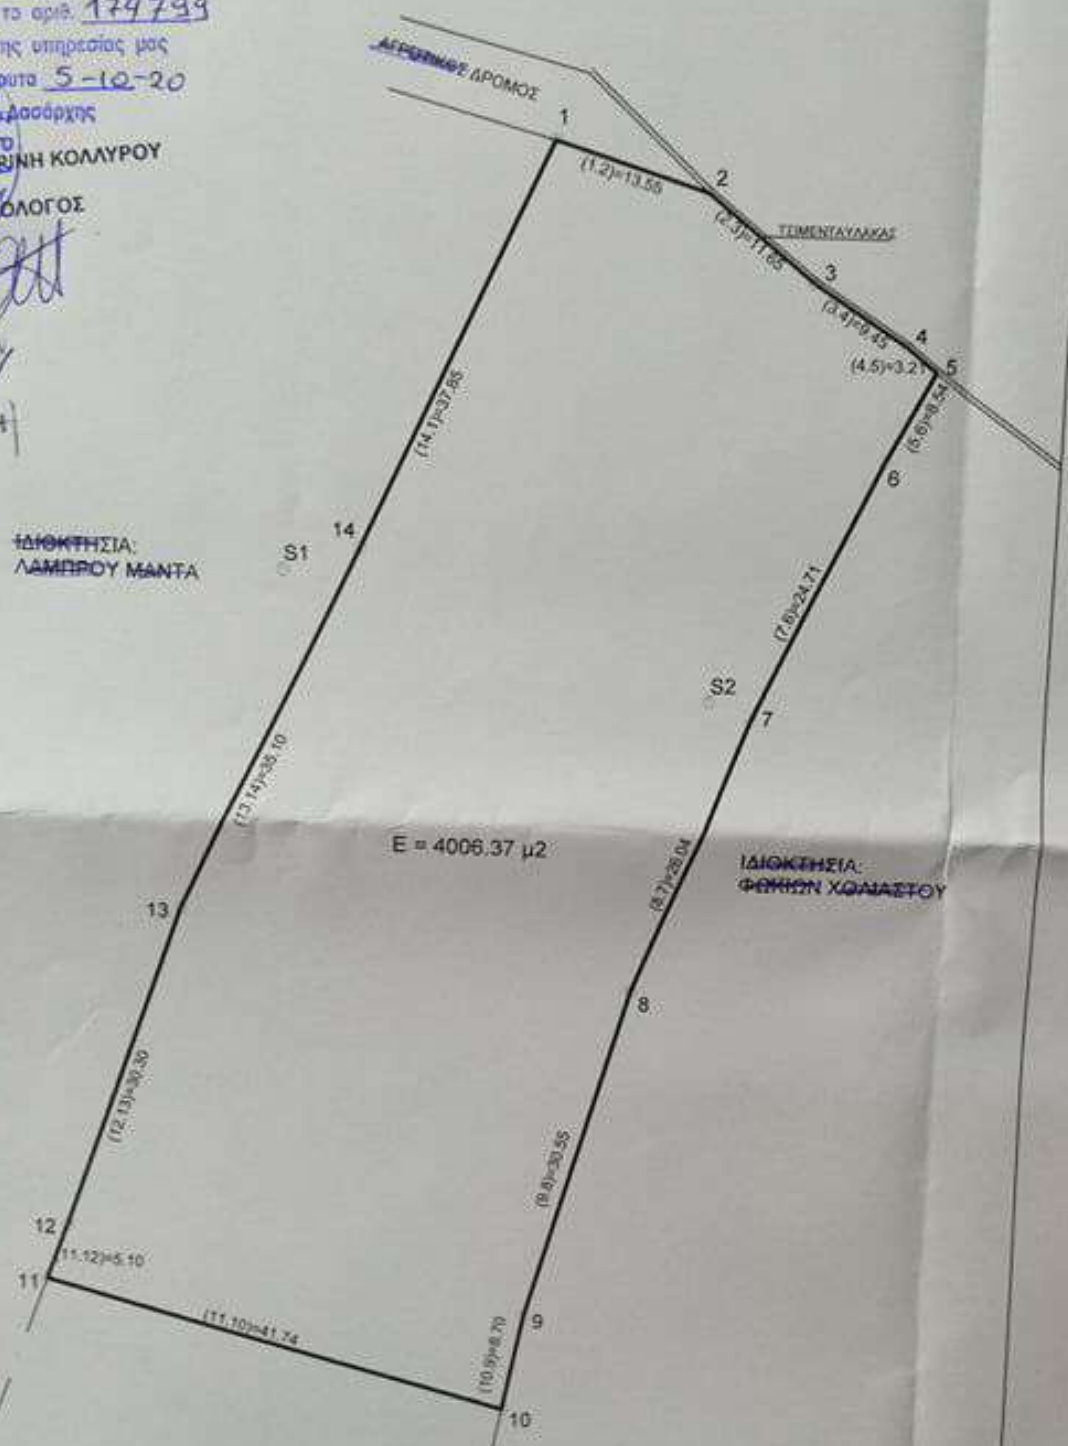 το αριθ. 174799
της υπηρεσίας μας
5-10-20
Δασάρχης
ΚΟΛΛΥΡΟΥ
ΟΛΟΓΟΣ
ΑΓΡΟΤΙΚΟΣ ΔΡΟΜΟΣ
1
(1.2)=13.55
2
(2.3)=11.65
ΤΣΙΜΕΝΤΑΥΛΑΚΑΣ
3
(3.4)=9.45
4
(4.5)=3.21
5
(5.6)=8.54
6
(14.1)=37.85
14
S1
ΙΔΙΟΚΤΗΣΙΑ:
ΛΑΜΠΡΟΥ ΜΑΝΤΑ
(7.6)=24.71
S2
7
(13.14)=35.10
E = 4006.37 μ2
(8.7)=26.04
ΙΔΙΟΚΤΗΣΙΑ:
ΦΩΚΙΩΝ ΧΟΛΙΑΣΤΟΥ
13
8
(12.13)=30.30
(9.8)=30.55
12
(11.12)=5.10
11
(11.10)=41.74
9
(10.9)=8.70
10